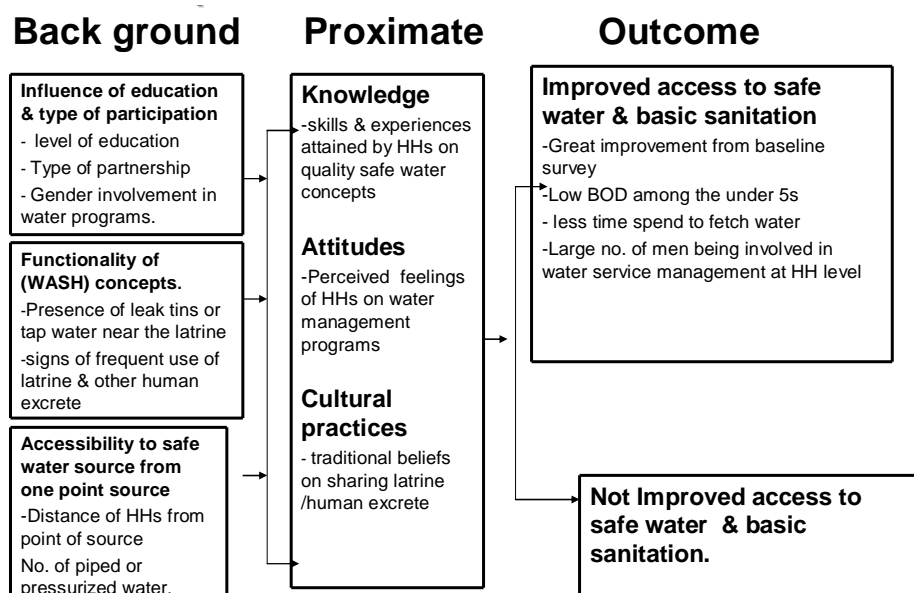 Back ground
Proximate
Outcome
Influence of education
& type of participation
- level of education
- Type of partnership
- Gender involvement in
water programs.
Functionality of
(WASH) concepts.
-Presence of leak tins or
tap water near the latrine
-signs of frequent use of
latrine & other human
excrete
Accessibility to safe
water source from
one point source
-Distance of HHs from
point of source
No. of piped or
pressurized water.
Knowledge
-skills & experiences
attained by HHs on
quality safe water
concepts
Attitudes
-Perceived feelings
of HHs on water
management
programs
Cultural
practices
- traditional beliefs
on sharing latrine
/human excrete
Improved access to safe
water & basic sanitation
-Great improvement from baseline
survey
-Low BOD among the under 5s
- less time spend to fetch water
-Large no. of men being involved in
water service management at HH level
Not Improved access to
safe water & basic
sanitation.